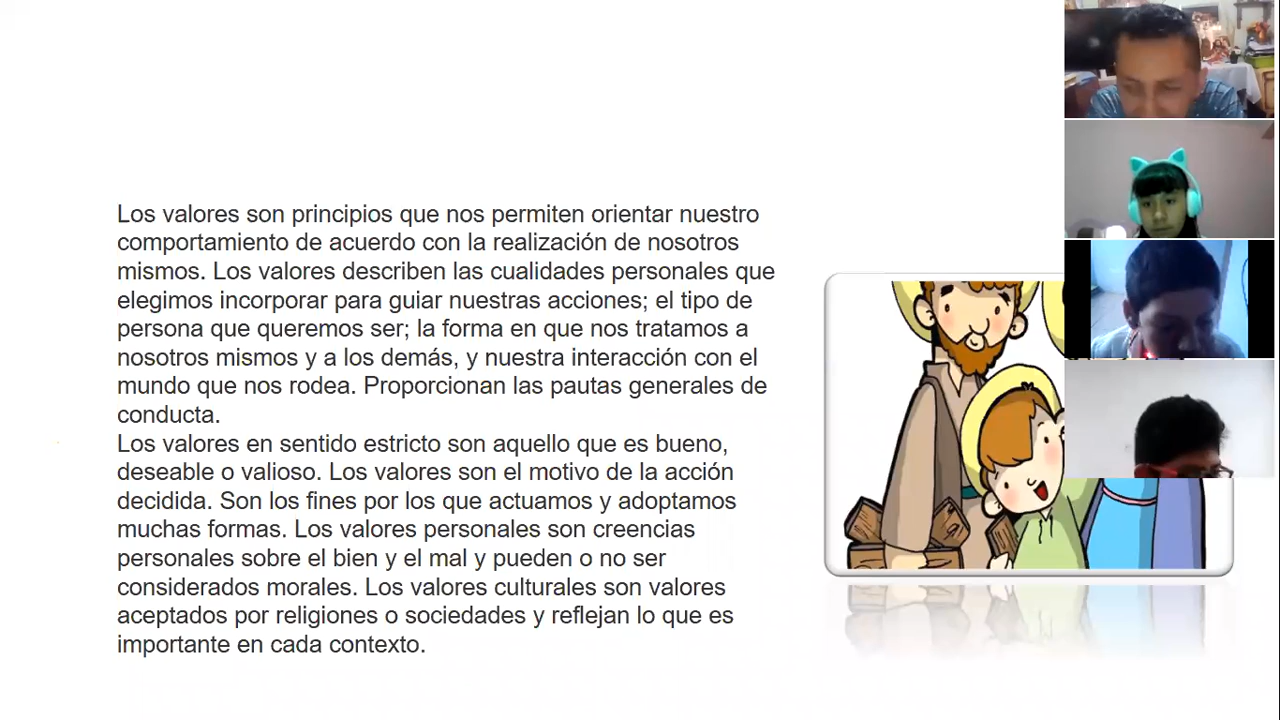 Los valores son principios que nos permiten orientar nuestro
comportamiento de acuerdo con la realización de nosotros
mismos. Los valores describen las cualidades personales que
elegimos incorporar para guiar nuestras acciones; el tipo de
persona que queremos ser; la forma en que nos tratamos a
nosotros mismos y a los demás, y nuestra interacción con el
mundo que nos rodea. Proporcionan las pautas generales de
conducta.
Los valores en sentido estricto son aquello que es bueno,
deseable o valioso. Los valores son el motivo de la acción
decidida. Son los fines por los que actuamos y adoptamos
muchas formas. Los valores personales son creencias
personales sobre el bien y el mal y pueden o no ser
considerados morales. Los valores culturales son valores
aceptados por religiones o sociedades y reflejan lo que es
importante en cada contexto.